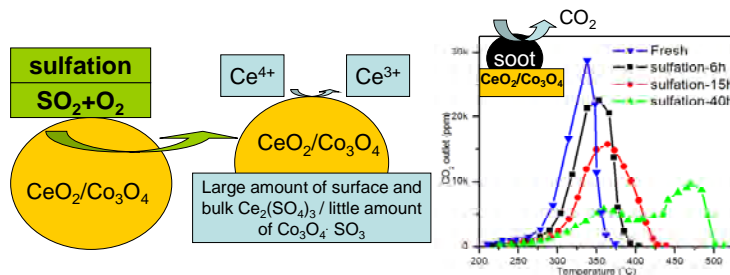 sulfation
SO2+O2
CeO2/Co3O4
Ce4+
Ce3+
CeO2/Co3O4
Large amount of surface and
bulk Ce2(SO4)3 / little amount
of Co3O4· SO3
CO2
soot
CeO2/Co3O4
Fresh
sulfation-6h
sulfation-15h
sulfation-40h
CO2 outlet (ppm)
30k
20k
10k
0
200 250 300 350 400 450 500
Temperature (°C)